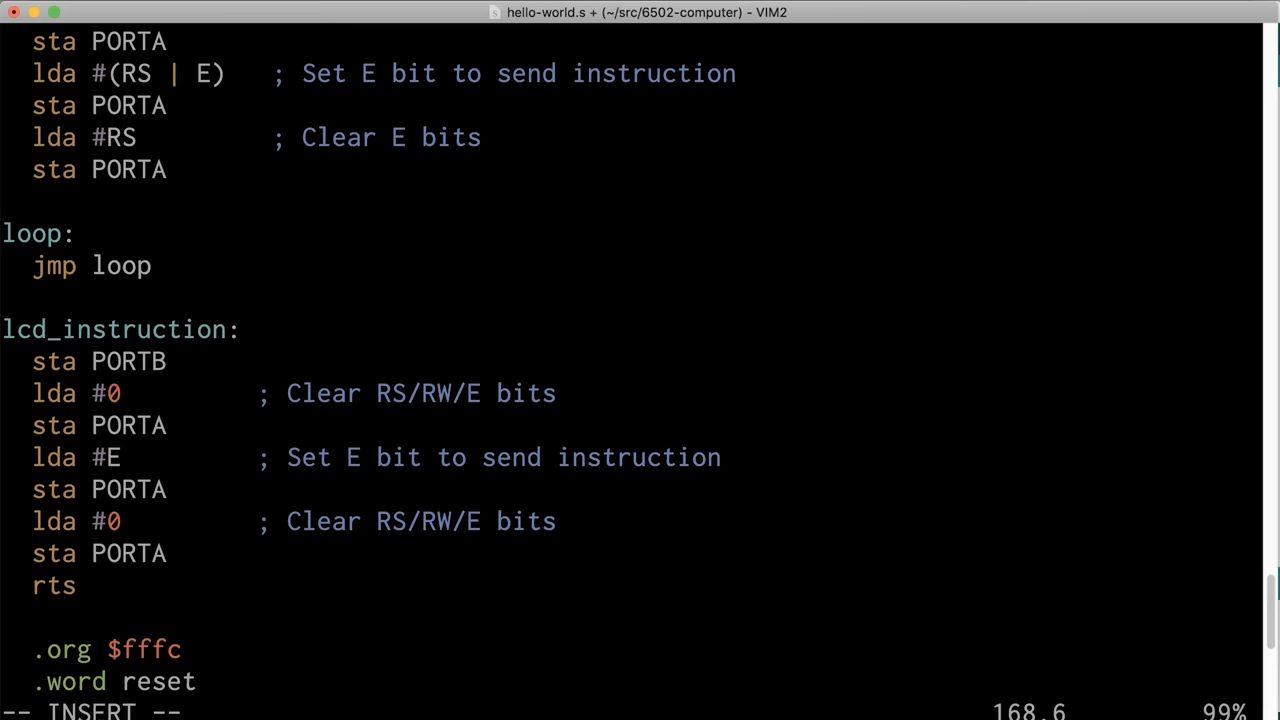 hello-world.s + (~/src/6502-computer) - VIM2
sta PORTA
lda #(RS | E) ; Set E bit to send instruction
sta PORTA
lda #RS ; Clear E bits
sta PORTA
loop:
jmp loop
lcd_instruction:
sta PORTB
lda #0 ; Clear RS/RW/E bits
sta PORTA
lda #E ; Set E bit to send instruction
sta PORTA
lda #0 ; Clear RS/RW/E bits
sta PORTA
rts
.org $fffc
.word reset
-- INSERT -- 168,6 99%